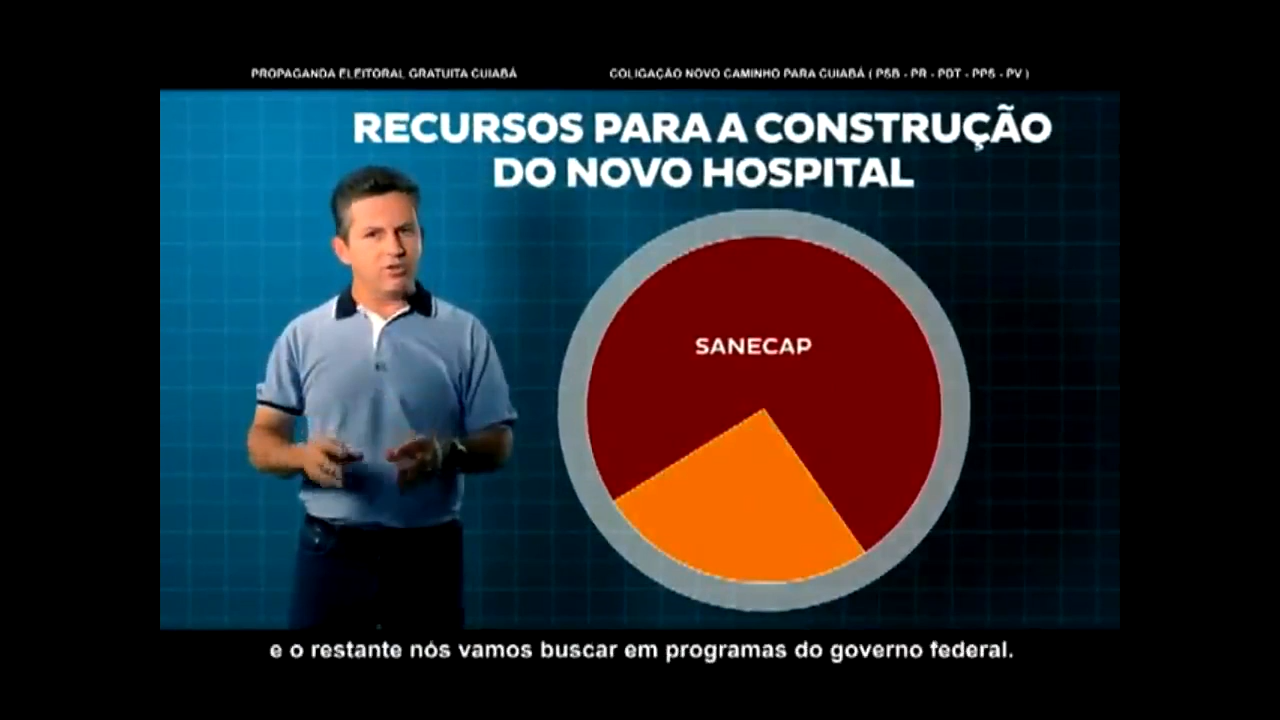 PROPAGANDA ELEITORAL GRATUITA CUIABÁ
COLIGAÇÃO NOVO CAMINHO PARA CUIABÁ ( PSB - PR - PDT - PPS - PV )
RECURSOS PARA A CONSTRUÇÃO
DO NOVO HOSPITAL
SANECAP
e o restante nós vamos buscar em programas do governo federal.